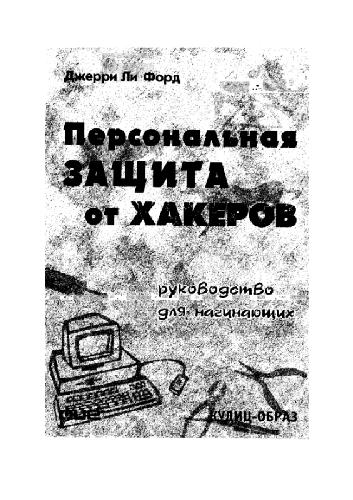 Джерри Ли Форд
Персональная
ЗАЩИТА
от ХАКЕРОВ
руководство
для начинающих
КУДИЦ-ОБРАЗ